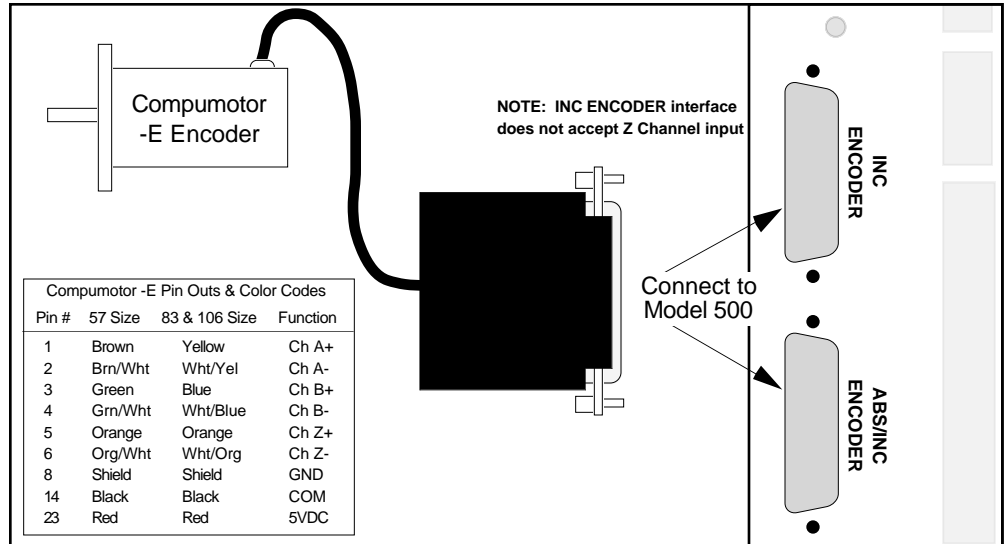 Compumotor
-E Encoder
NOTE: INC ENCODER interface
does not accept Z Channel input
INC
ENCODER
Connect to
Model 500
ABS/INC
ENCODER
Compumotor -E Pin Outs & Color Codes
Pin # 57 Size 83 & 106 Size Function
1 Brown Yellow Ch A+
2 Brn/Wht Wht/Yel Ch A-
3 Green Blue Ch B+
4 Grn/Wht Wht/Blue Ch B-
5 Orange Orange Ch Z+
6 Org/Wht Wht/Org Ch Z-
8 Shield Shield GND
14 Black Black COM
23 Red Red 5VDC